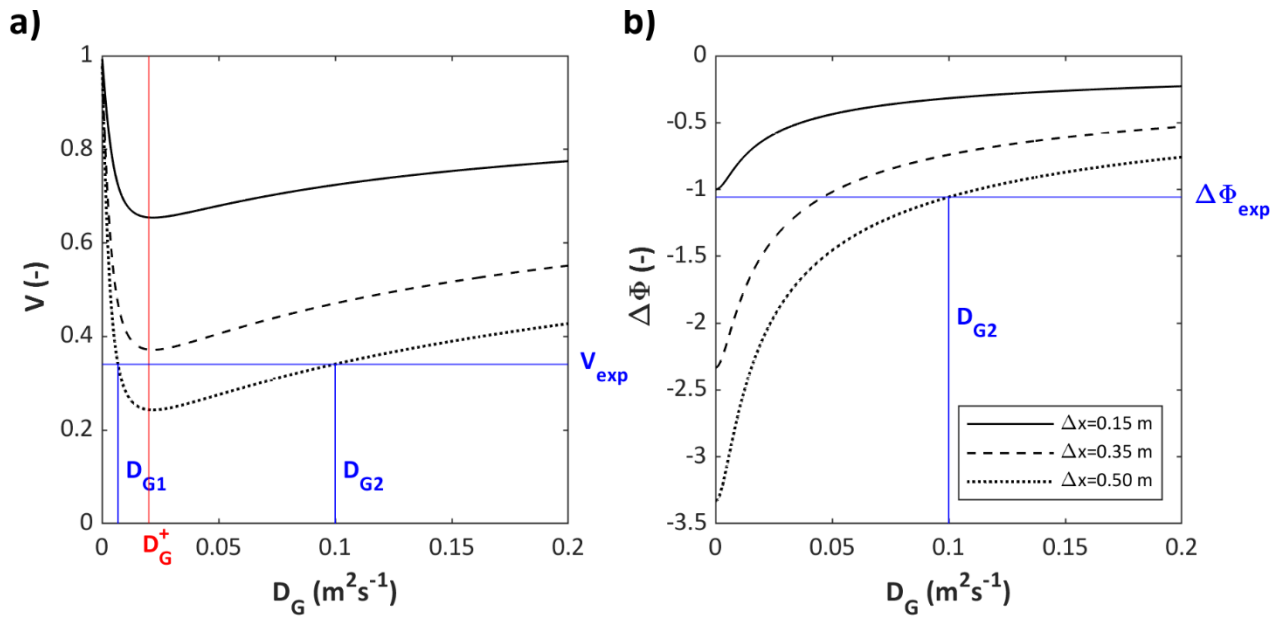 a)
1
0.8
0.6
0.4
0.2
0
V (-)
V_exp
D_G1
D_G2
D_G^+
0 0.05 0.1 0.15 0.2
D_G (m^2s^-1)
b)
0
-0.5
-1
-1.5
-2
-2.5
-3
-3.5
ΔΦ (-)
ΔΦ_exp
D_G2
Δx=0.15 m
Δx=0.35 m
Δx=0.50 m
0 0.05 0.1 0.15 0.2
D_G (m^2s^-1)